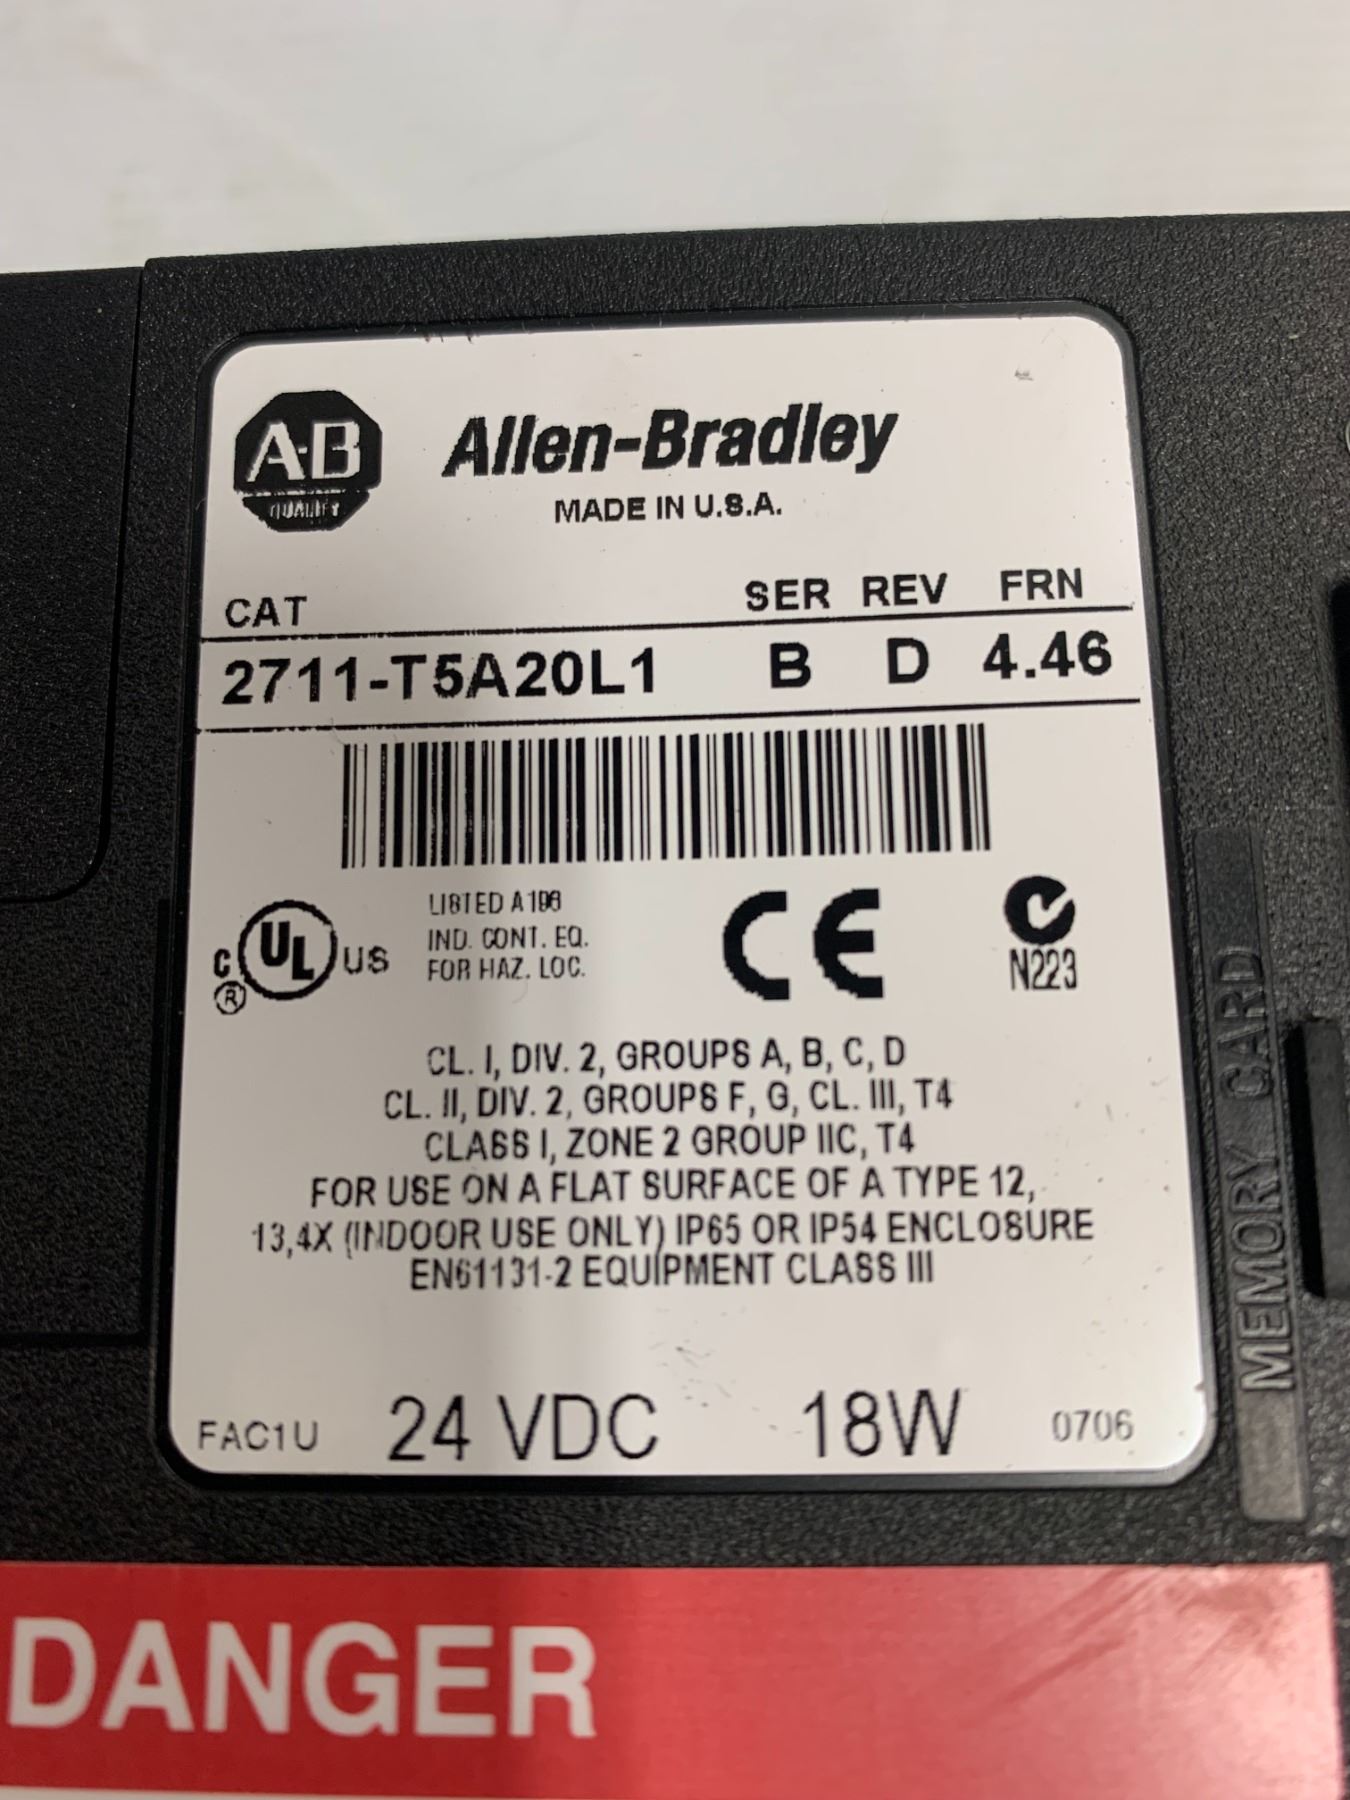 A-B
QUALITY
Allen-Bradley
MADE IN U.S.A.
CAT SER REV FRN
2711-T5A20L1 B D 4.46
C UL US
®
LISTED A196
IND. CONT. EQ.
FOR HAZ. LOC.
CE
N223
CL. I, DIV. 2, GROUPS A, B, C, D
CL. II, DIV. 2, GROUPS F, G, CL. III, T4
CLASS I, ZONE 2 GROUP IIC, T4
FOR USE ON A FLAT SURFACE OF A TYPE 12,
13,4X (INDOOR USE ONLY) IP65 OR IP54 ENCLOSURE
EN61131-2 EQUIPMENT CLASS III
FAC1U 24 VDC 18W 0706
MEMORY CARD
DANGER